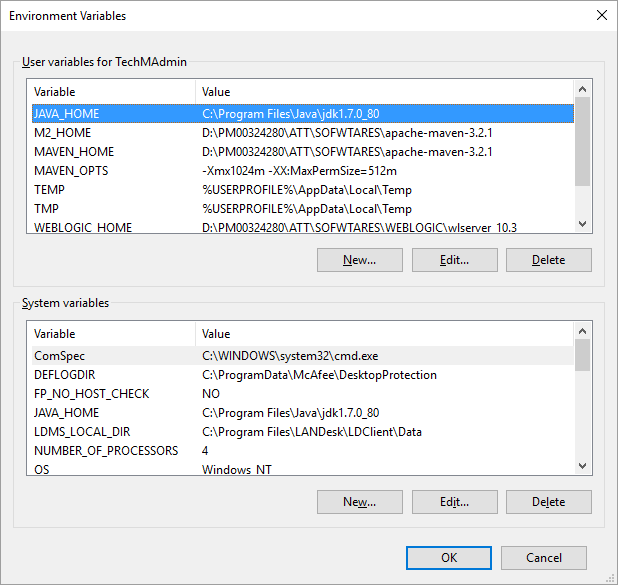 Environment Variables
User variables for TechMAdmin
Variable Value
JAVA_HOME C:\Program Files\Java\jdk1.7.0_80
M2_HOME D:\PM00324280\ATT\SOFWTARES\apache-maven-3.2.1
MAVEN_HOME D:\PM00324280\ATT\SOFWTARES\apache-maven-3.2.1
MAVEN_OPTS -Xmx1024m -XX:MaxPermSize=512m
TEMP %USERPROFILE%\AppData\Local\Temp
TMP %USERPROFILE%\AppData\Local\Temp
WEBLOGIC_HOME D:\PM00324280\ATT\SOFWTARES\WEBLOGIC\wlserver_10.3
New... Edit... Delete
System variables
Variable Value
ComSpec C:\WINDOWS\system32\cmd.exe
DEFLOGDIR C:\ProgramData\McAfee\DesktopProtection
FP_NO_HOST_CHECK NO
JAVA_HOME C:\Program Files\Java\jdk1.7.0_80
LDMS_LOCAL_DIR C:\Program Files\LANDesk\LDClient\Data
NUMBER_OF_PROCESSORS 4
OS Windows_NT
New... Edit... Delete
OK Cancel